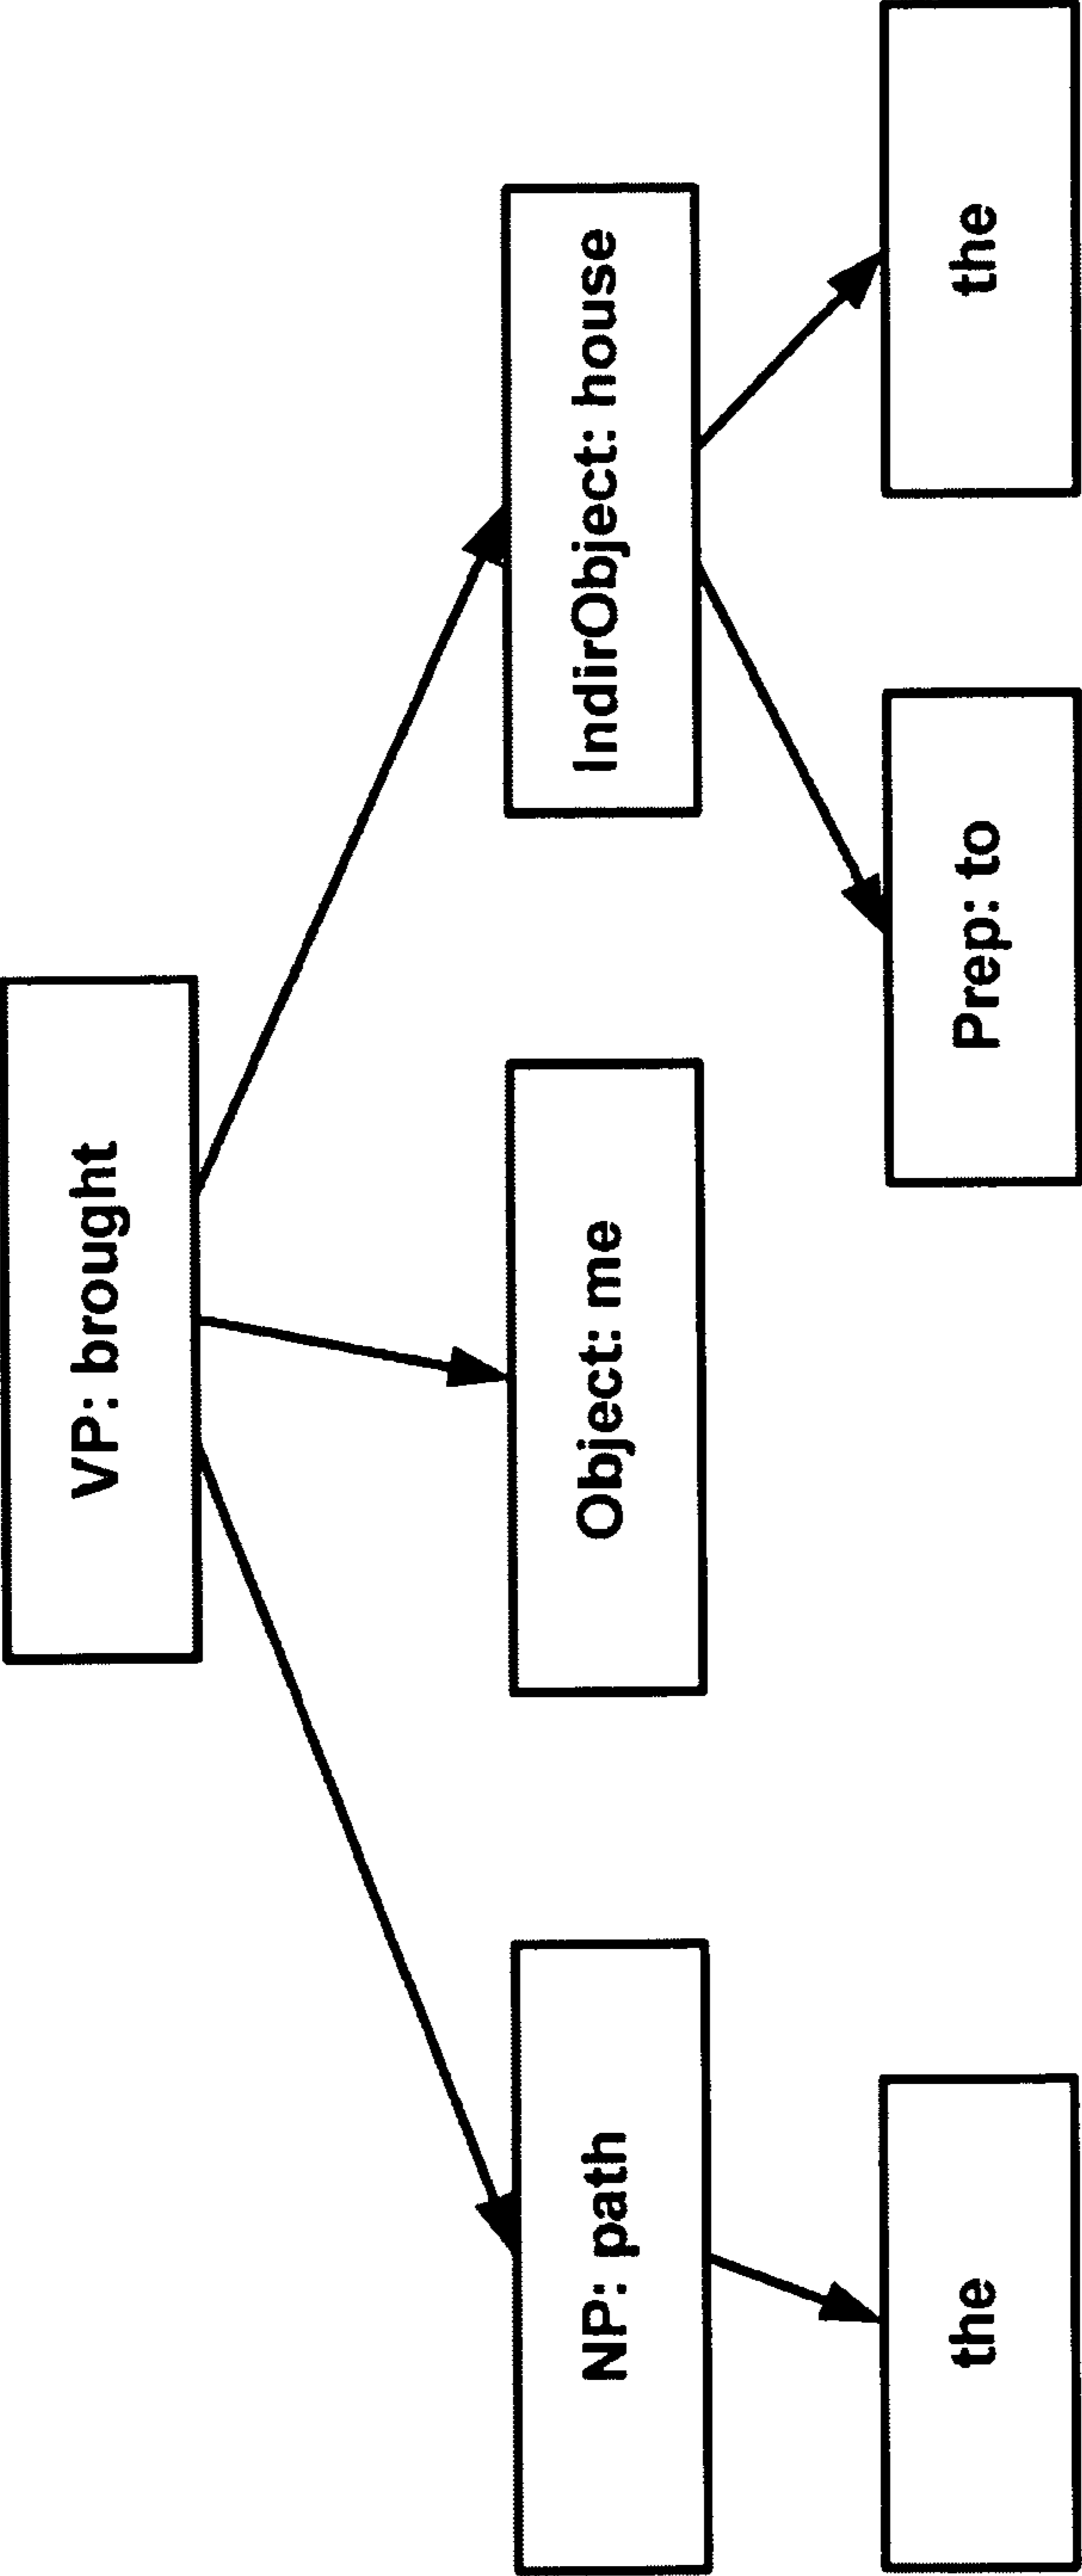 VP: brought
NP: path
Object: me
IndirObject: house
the
Prep: to
the